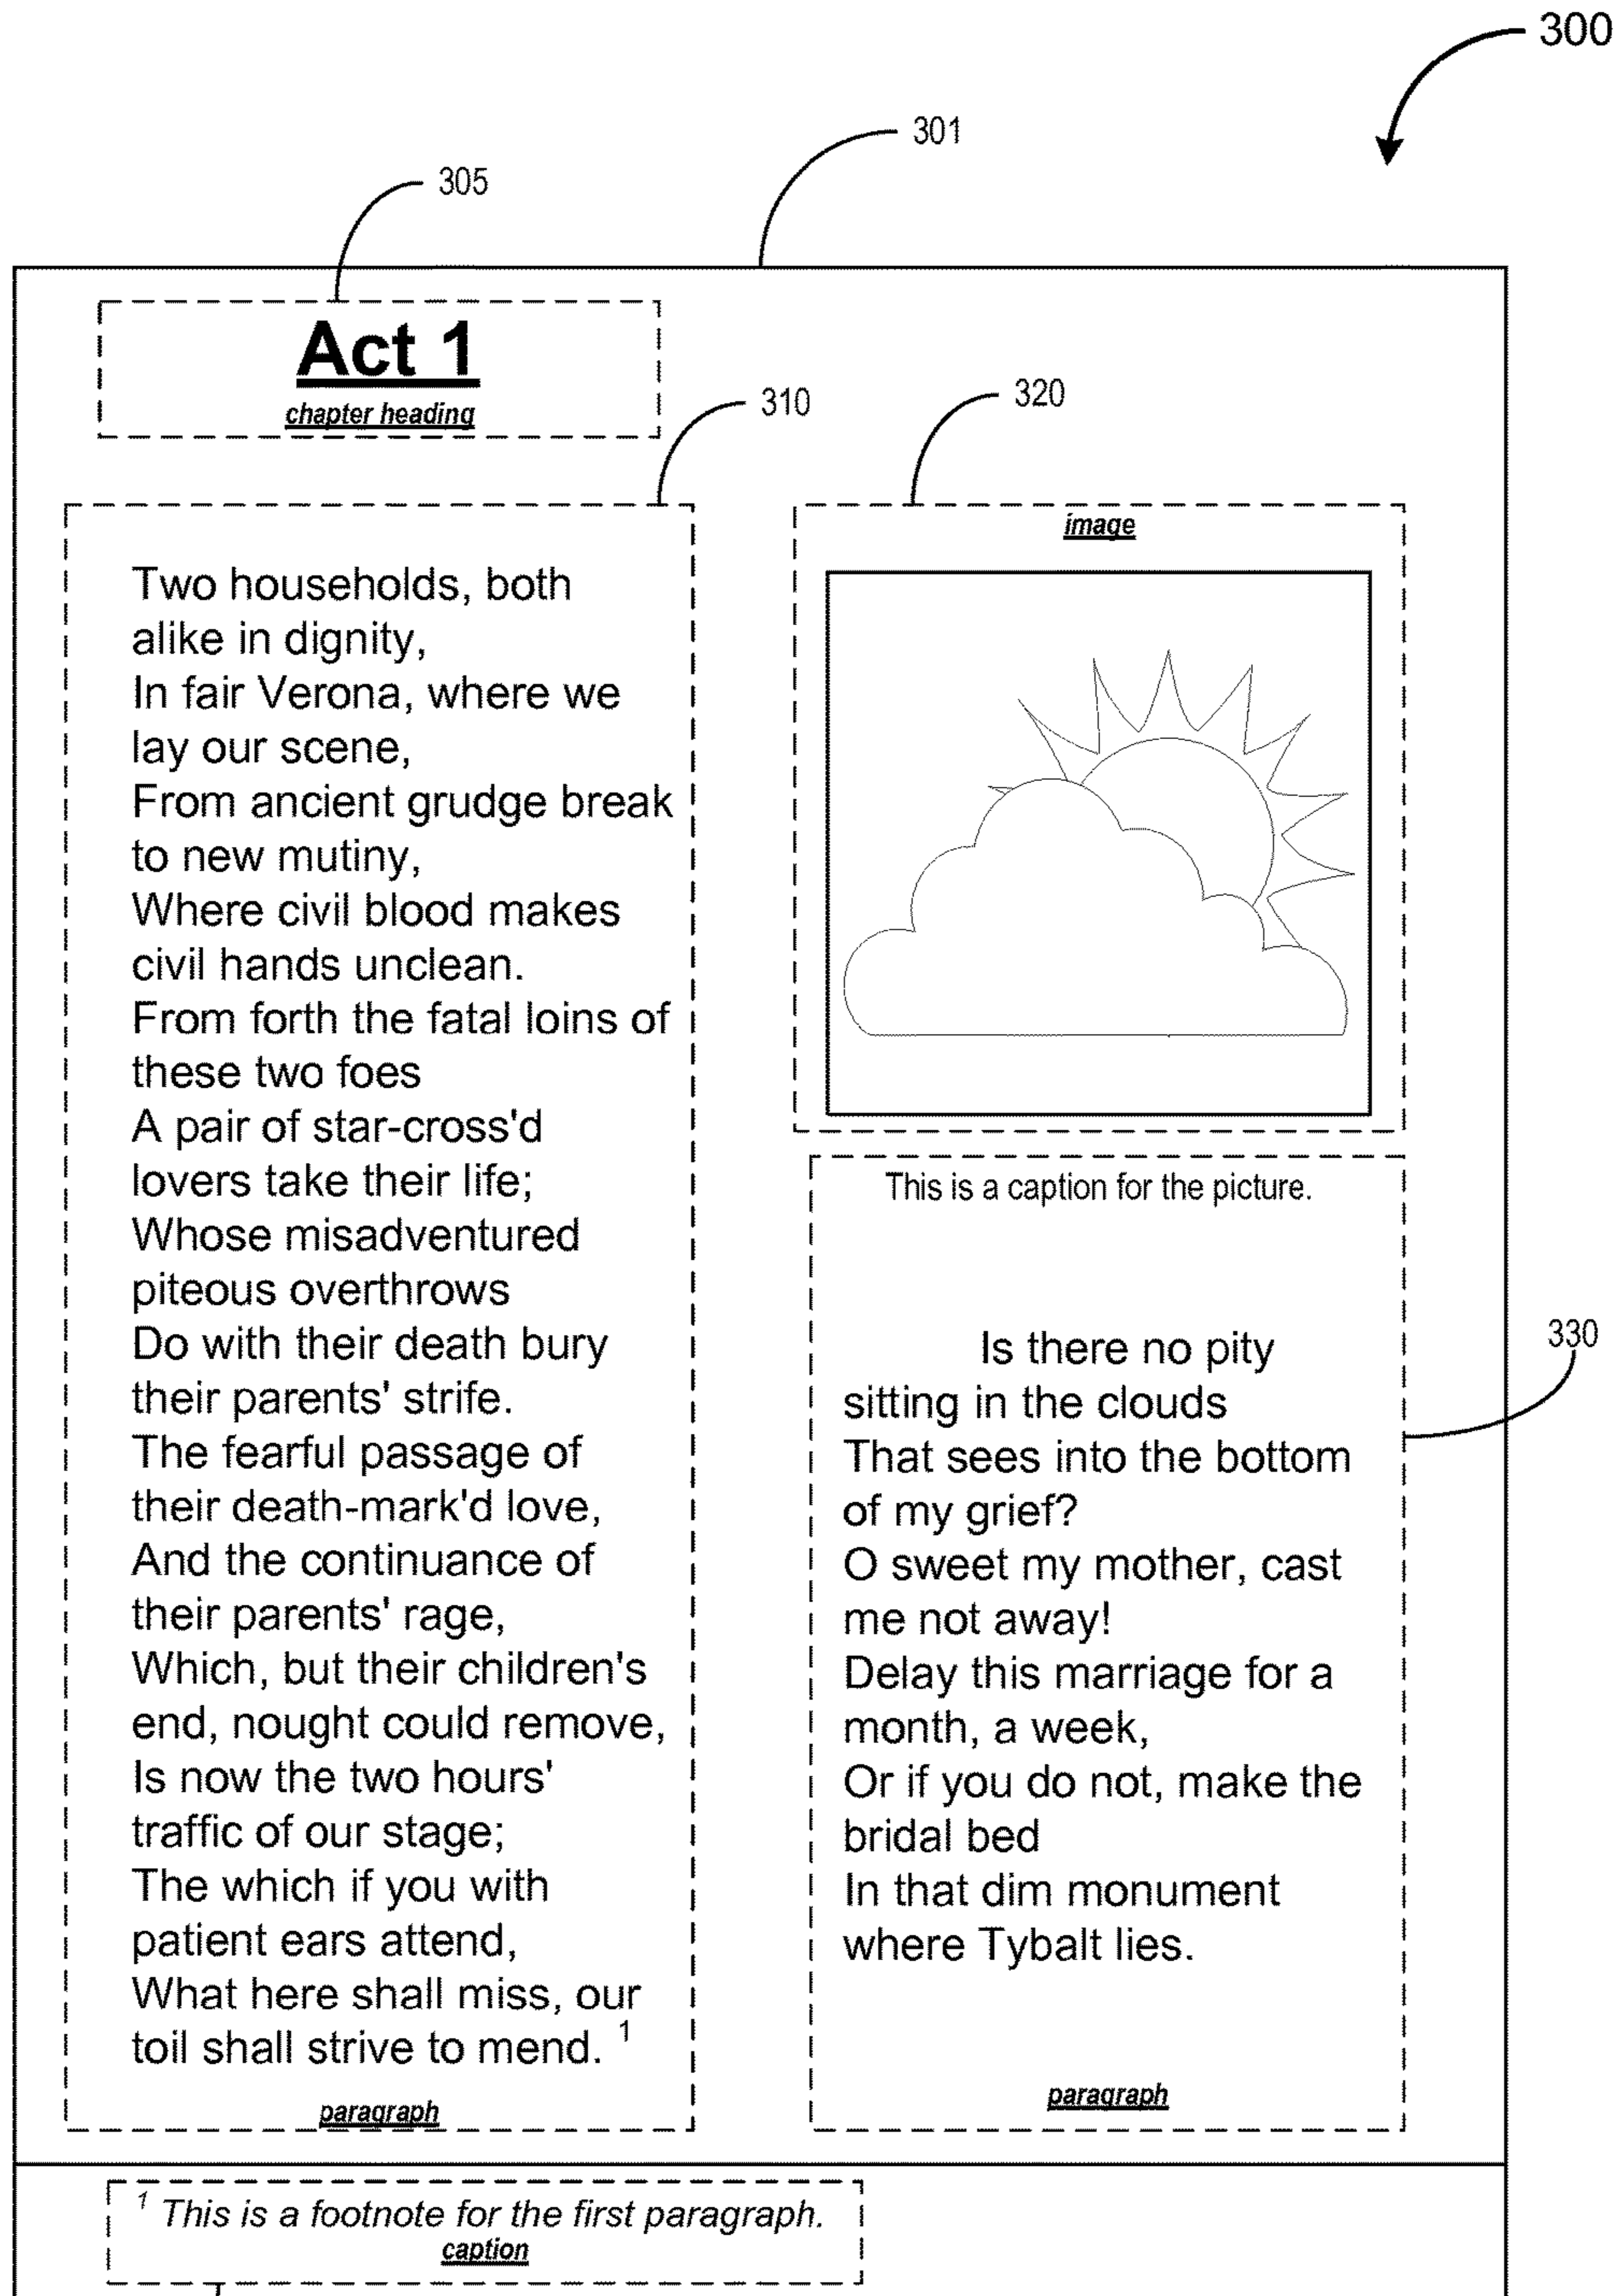 300
301
305
Act 1
chapter heading
310
Two households, both
alike in dignity,
In fair Verona, where we
lay our scene,
From ancient grudge break
to new mutiny,
Where civil blood makes
civil hands unclean.
From forth the fatal loins of
these two foes
A pair of star-cross'd
lovers take their life;
Whose misadventured
piteous overthrows
Do with their death bury
their parents' strife.
The fearful passage of
their death-mark'd love,
And the continuance of
their parents' rage,
Which, but their children's
end, nought could remove,
Is now the two hours'
traffic of our stage;
The which if you with
patient ears attend,
What here shall miss, our
toil shall strive to mend. 1
paragraph
320
image
This is a caption for the picture.
330
Is there no pity
sitting in the clouds
That sees into the bottom
of my grief?
O sweet my mother, cast
me not away!
Delay this marriage for a
month, a week,
Or if you do not, make the
bridal bed
In that dim monument
where Tybalt lies.
paragraph
1 This is a footnote for the first paragraph.
caption